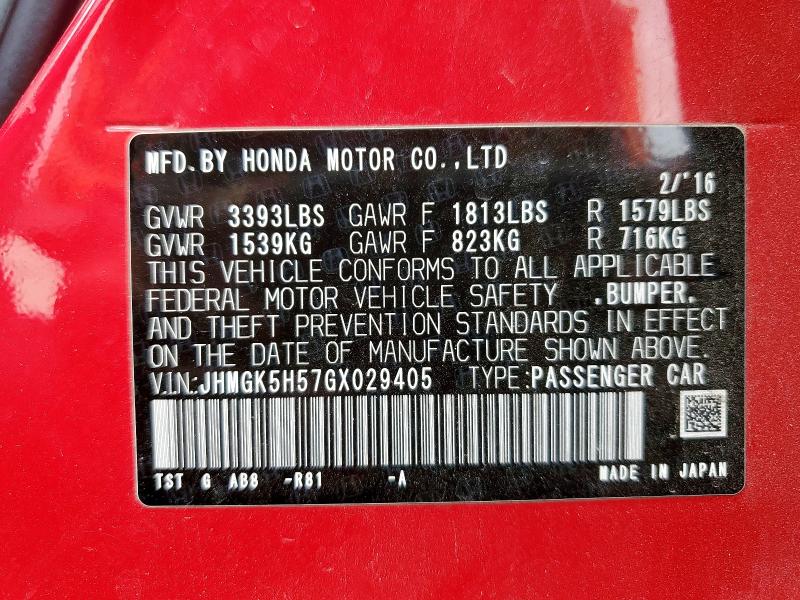 MFD.BY HONDA MOTOR CO.,LTD
2/'16
GVWR 3393LBS GAWR F 1813LBS R 1579LBS
GVWR 1539KG GAWR F 823KG R 716KG
THIS VEHICLE CONFORMS TO ALL APPLICABLE
FEDERAL MOTOR VEHICLE SAFETY .BUMPER.
AND THEFT PREVENTION STANDARDS IN EFFECT
ON THE DATE OF MANUFACTURE SHOWN ABOVE.
VIN:JHMGK5H57GX029405 TYPE:PASSENGER CAR
TST G AB8 -R81 -A MADE IN JAPAN